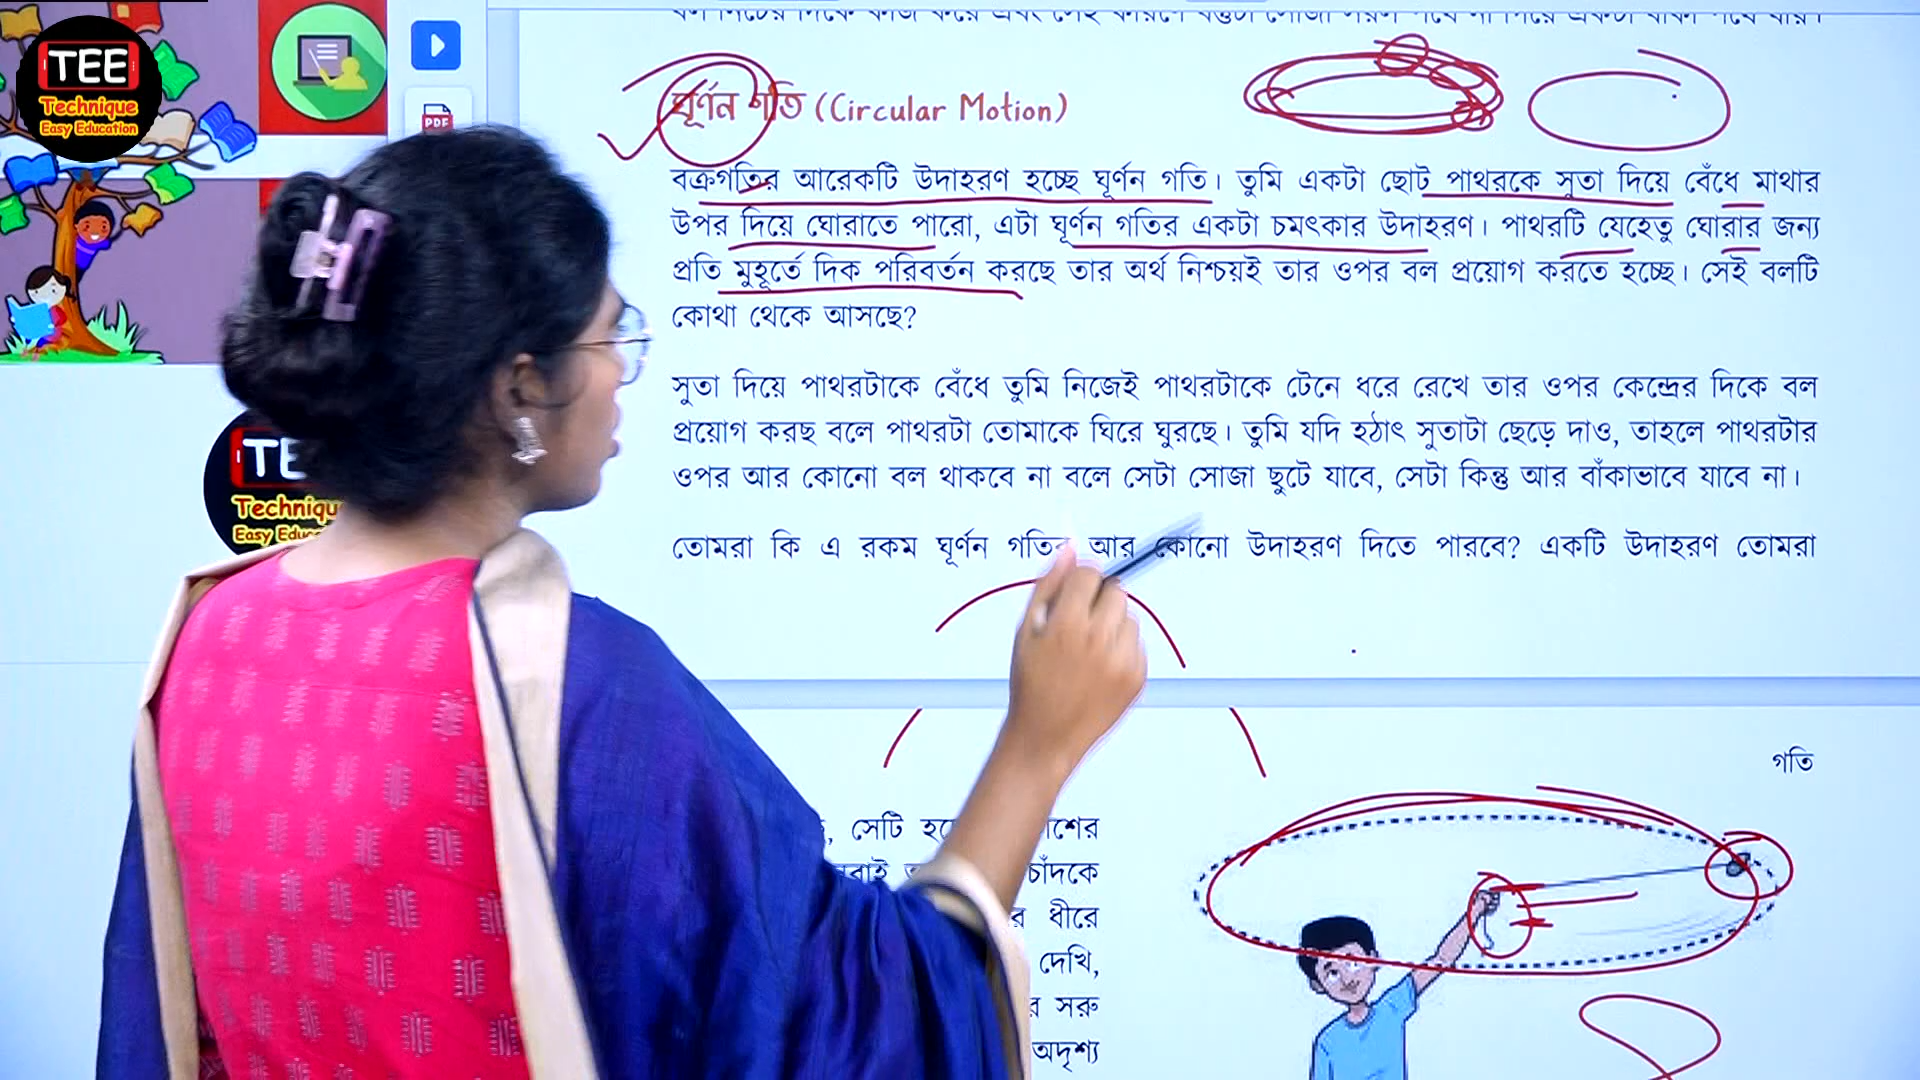 TEE
Technique
Easy Education
PDF
ঘূর্ণন গতি (Circular Motion)
বক্রগতির আরেকটি উদাহরণ হচ্ছে ঘূর্ণন গতি। তুমি একটা ছোট পাথরকে সুতা দিয়ে বেঁধে মাথার
উপর দিয়ে ঘোরাতে পারো, এটা ঘূর্ণন গতির একটা চমৎকার উদাহরণ। পাথরটি যেহেতু ঘোরার জন্য
প্রতি মুহূর্তে দিক পরিবর্তন করছে তার অর্থ নিশ্চয়ই তার ওপর বল প্রয়োগ করতে হচ্ছে। সেই বলটি
কোথা থেকে আসছে?
সুতা দিয়ে পাথরটাকে বেঁধে তুমি নিজেই পাথরটাকে টেনে ধরে রেখে তার ওপর কেন্দ্রের দিকে বল
প্রয়োগ করছ বলে পাথরটা তোমাকে ঘিরে ঘুরছে। তুমি যদি হঠাৎ সুতাটা ছেড়ে দাও, তাহলে পাথরটার
ওপর আর কোনো বল থাকবে না বলে সেটা সোজা ছুটে যাবে, সেটা কিন্তু আর বাঁকাভাবে যাবে না।
তোমরা কি এ রকম ঘূর্ণন গতির আর কোনো উদাহরণ দিতে পারবে? একটি উদাহরণ তোমরা
গতি
সেটি
চাঁদকে
ধীরে
দেখি,
সরু
অদৃশ্য